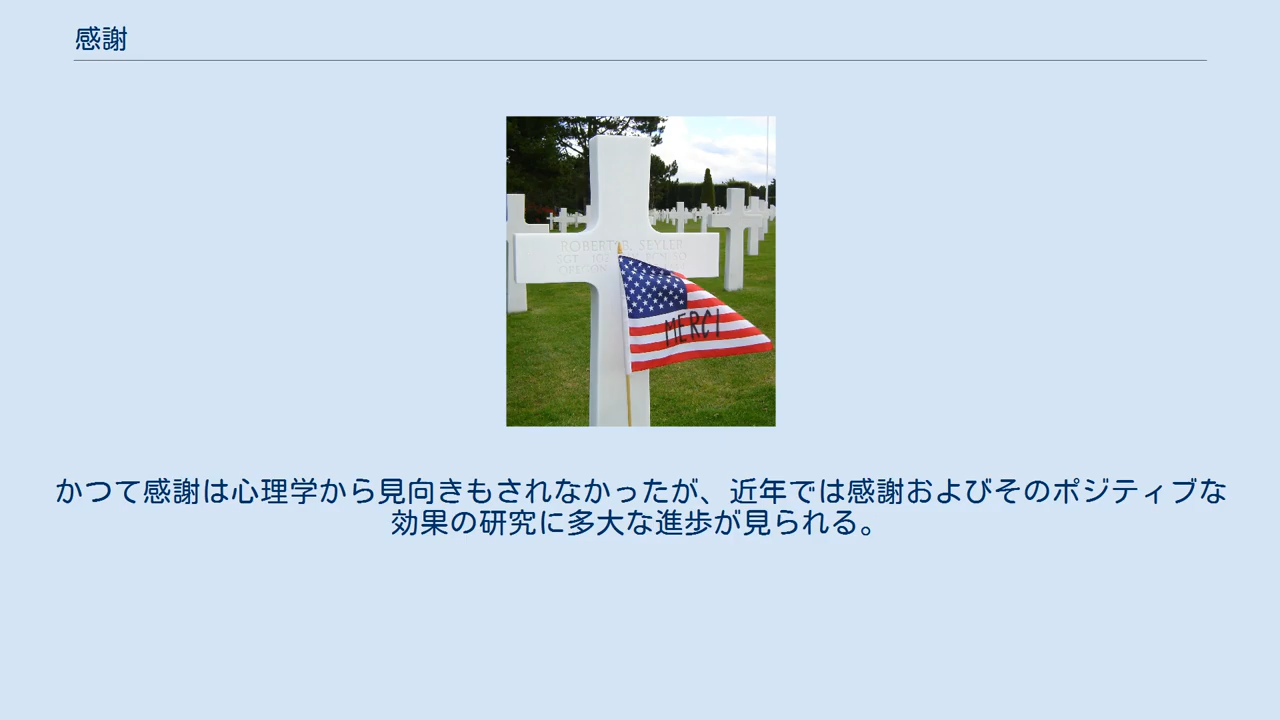 感謝
ROBERT B. SEYLER
OREGON
MERCI
かつて感謝は心理学から見向きもされなかったが、近年では感謝およびそのポジティブな
効果の研究に多大な進歩が見られる。